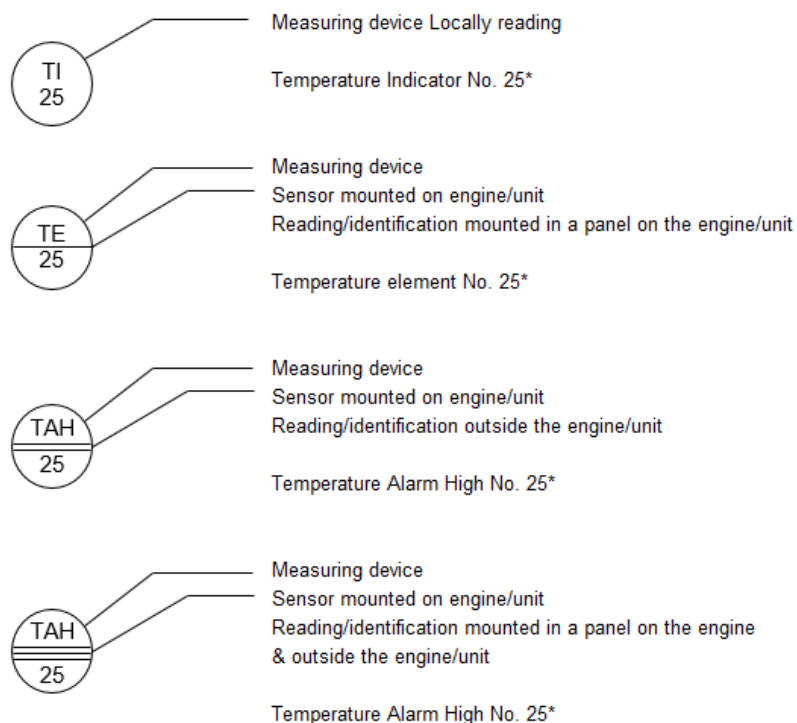 Measuring device Locally reading
TI
25
Temperature Indicator No. 25*
Measuring device
Sensor mounted on engine/unit
Reading/identification mounted in a panel on the engine/unit
TE
25
Temperature element No. 25*
Measuring device
Sensor mounted on engine/unit
Reading/identification outside the engine/unit
TAH
25
Temperature Alarm High No. 25*
Measuring device
Sensor mounted on engine/unit
Reading/identification mounted in a panel on the engine
& outside the engine/unit
TAH
25
Temperature Alarm High No. 25*